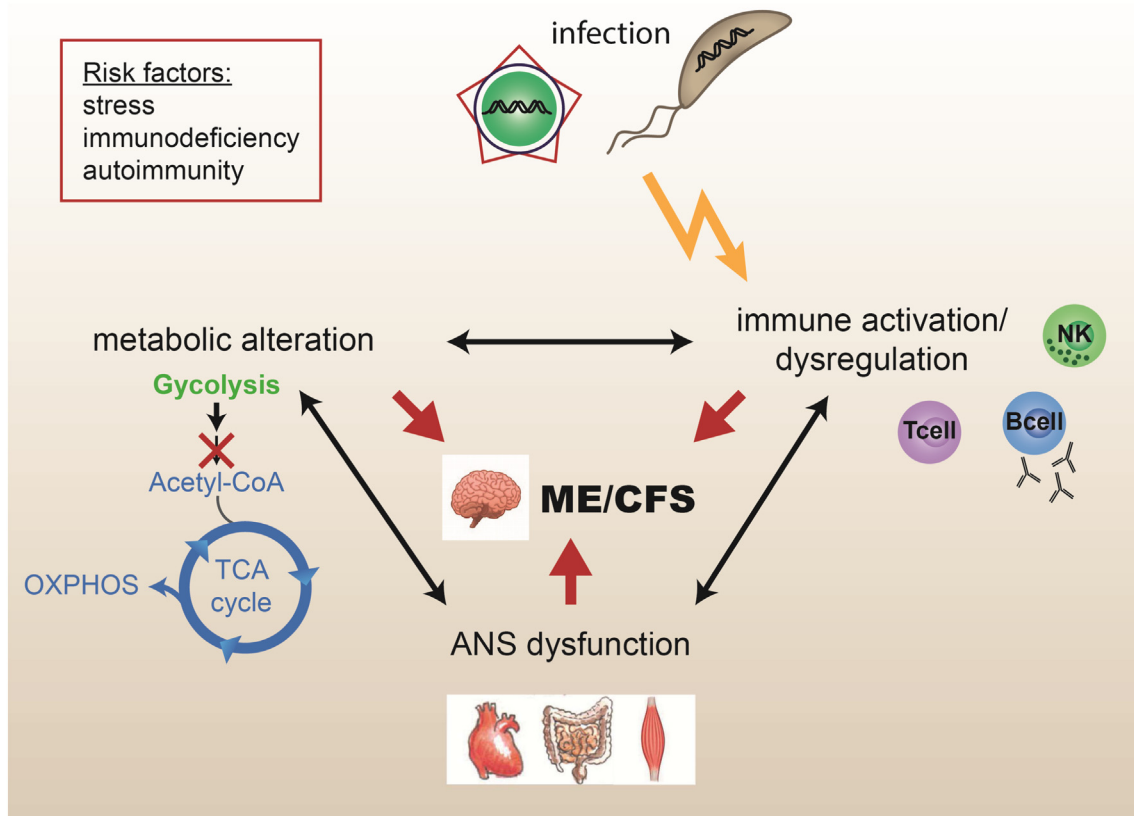 infection
Risk factors:
stress
immunodeficiency
autoimmunity
metabolic alteration
immune activation/
dysregulation
NK
Gycolysis
Tcell
Bcell
Acetyl-CoA
ME/CFS
OXPHOS
TCA
cycle
ANS dysfunction